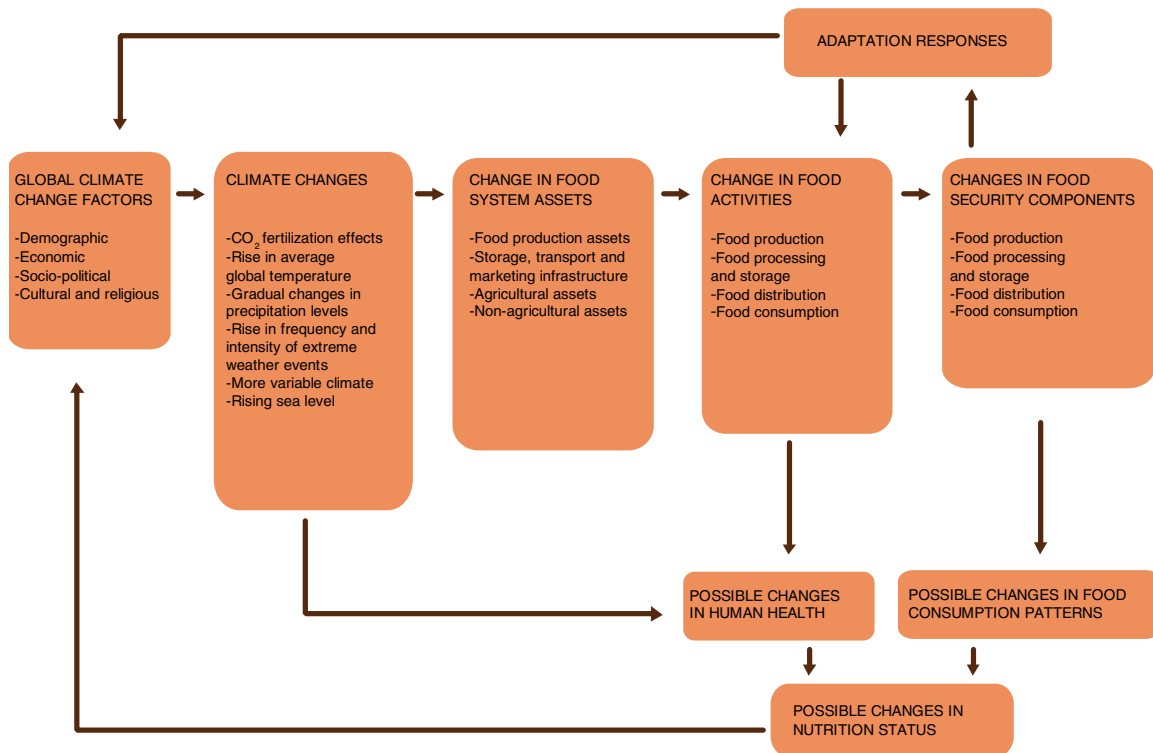 ADAPTATION RESPONSES
GLOBAL CLIMATE
CHANGE FACTORS
-Demographic
-Economic
-Socio-political
-Cultural and religious
CLIMATE CHANGES
-CO2 fertilization effects
-Rise in average
global temperature
-Gradual changes in
precipitation levels
-Rise in frequency and
intensity of extreme
weather events
-More variable climate
-Rising sea level
CHANGE IN FOOD
SYSTEM ASSETS
-Food production assets
-Storage, transport and
marketing infrastructure
-Agricultural assets
-Non-agricultural assets
CHANGE IN FOOD
ACTIVITIES
-Food production
-Food processing
and storage
-Food distribution
-Food consumption
CHANGES IN FOOD
SECURITY COMPONENTS
-Food production
-Food processing
and storage
-Food distribution
-Food consumption
POSSIBLE CHANGES
IN HUMAN HEALTH
POSSIBLE CHANGES IN FOOD
CONSUMPTION PATTERNS
POSSIBLE CHANGES IN
NUTRITION STATUS